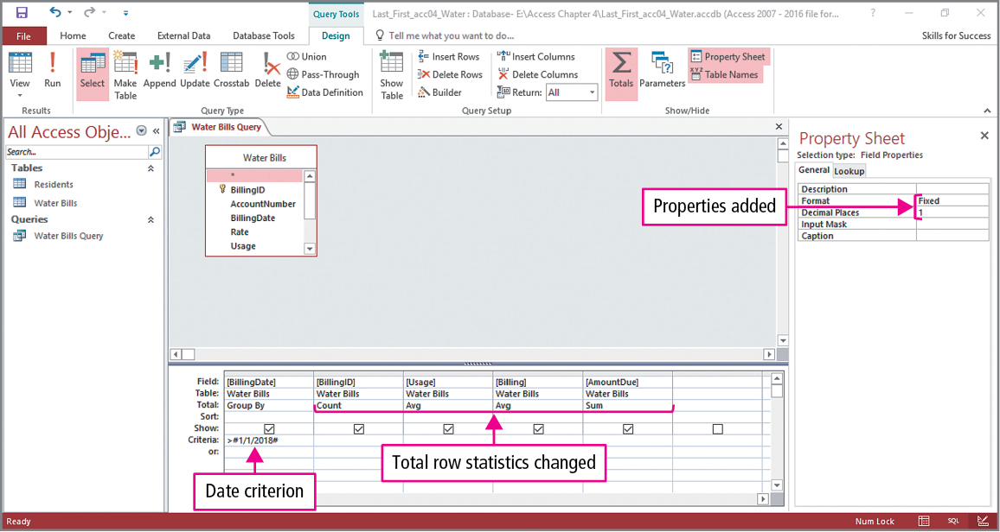 Query Tools
Last_First_acc04_Water : Database- E:\Access Chapter 4\Last_First_acc04_Water.accdb (Access 2007 - 2016 file for...
?
File
Home
Create
External Data
Database Tools
Design
Tell me what you want to do...
Skills for Success
View
Run
Select
Make Table
Append
Update
Crosstab
Delete
Union
Pass-Through
Data Definition
Show Table
Insert Rows
Delete Rows
Builder
Insert Columns
Delete Columns
Return: All
Totals
Parameters
Property Sheet
XYZ Table Names
Results
Query Type
Query Setup
Show/Hide
All Access Obje...
Search...
Tables
Residents
Water Bills
Queries
Water Bills Query
Water Bills Query
Water Bills
*
BillingID
AccountNumber
BillingDate
Rate
Usage
Property Sheet
Selection type: Field Properties
General Lookup
Description
Format Fixed
Decimal Places 1
Input Mask
Caption
Properties added
Field: [BillingDate] [BillingID] [Usage] [Billing] [AmountDue]
Table: Water Bills Water Bills Water Bills Water Bills Water Bills
Total: Group By Count Avg Avg Sum
Sort:
Show:
Criteria: >#1/1/2018#
or:
Total row statistics changed
Date criterion
Ready
Num Lock
SQL